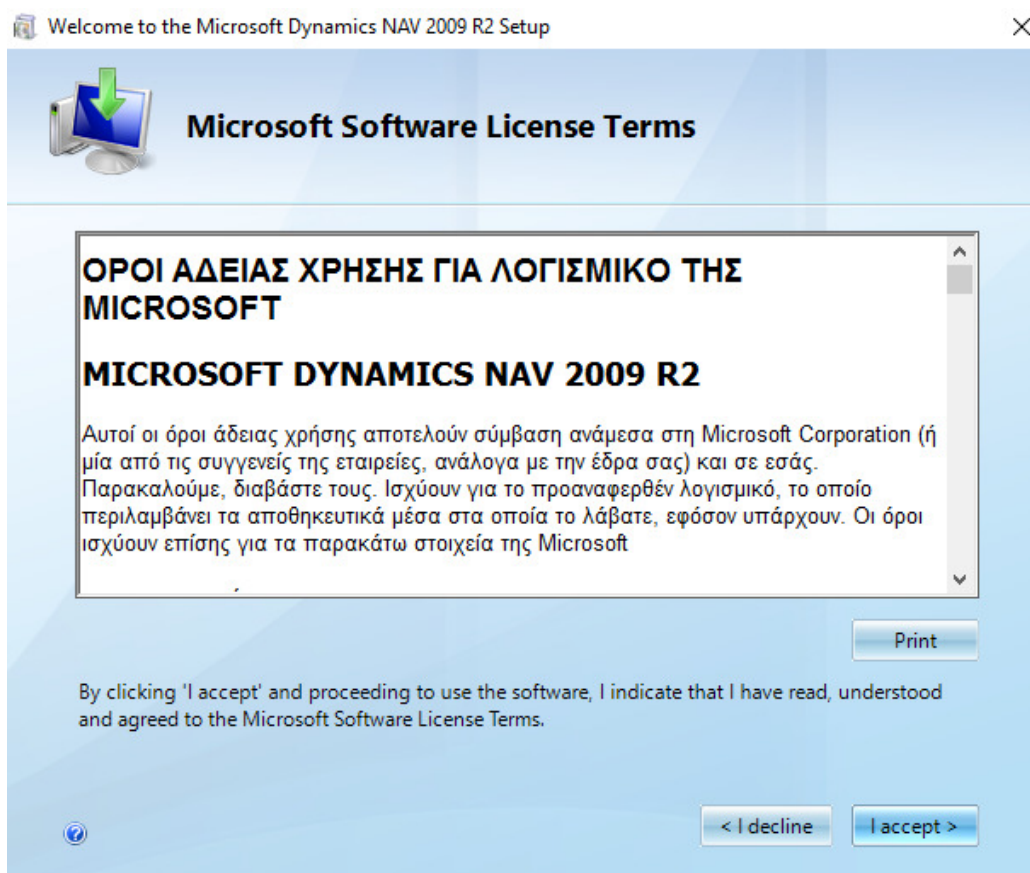 Welcome to the Microsoft Dynamics NAV 2009 R2 Setup
Microsoft Software License Terms
ΟΡΟΙ ΑΔΕΙΑΣ ΧΡΗΣΗΣ ΓΙΑ ΛΟΓΙΣΜΙΚΟ ΤΗΣ
MICROSOFT
MICROSOFT DYNAMICS NAV 2009 R2
Αυτοί οι όροι άδειας χρήσης αποτελούν σύμβαση ανάμεσα στη Microsoft Corporation (ή
μία από τις συγγενείς της εταιρείες, ανάλογα με την έδρα σας) και σε εσάς.
Παρακαλούμε, διαβάστε τους. Ισχύουν για το προαναφερθέν λογισμικό, το οποίο
περιλαμβάνει τα αποθηκευτικά μέσα στα οποία το λάβατε, εφόσον υπάρχουν. Οι όροι
ισχύουν επίσης για τα παρακάτω στοιχεία της Microsoft
Print
By clicking 'I accept' and proceeding to use the software, I indicate that I have read, understood
and agreed to the Microsoft Software License Terms.
< I decline
I accept >